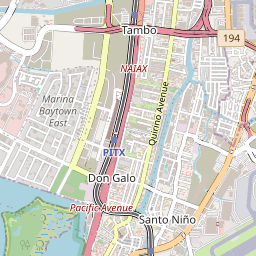 Tambo
194
NAIAX
Marina
Baytown
East
Quirino Avenue
PITX
Don Galo
Pacific Avenue
Santo Niño